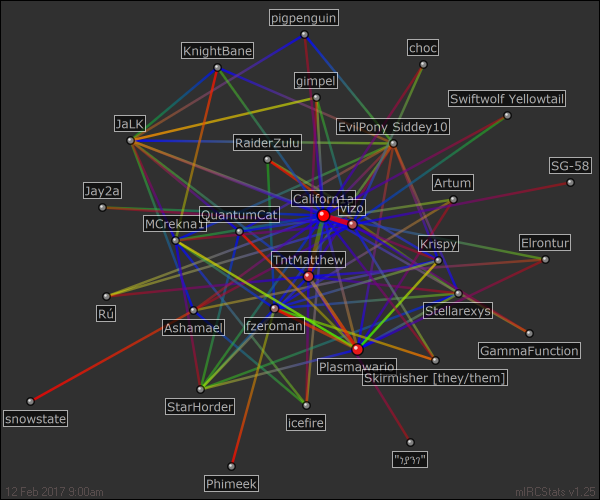 pigpenguin
KnightBane
choc
gimpel
Swiftwolf Yellowtail
JaLK
EvilPony Siddey10
RaiderZulu
SG-58
Artum
Jay2a
Californ1a
vizo
QuantumCat
MCrekna1
Krispy
Elrontur
TntMatthew
Rú
Stellarexys
Ashamael
fzeroman
GammaFunction
Plasmawario
Skirmisher [they/them]
StarHorder
snowstate
icefire
Phimeek
12 Feb 2017 9:00am
mIRCStats v1.25